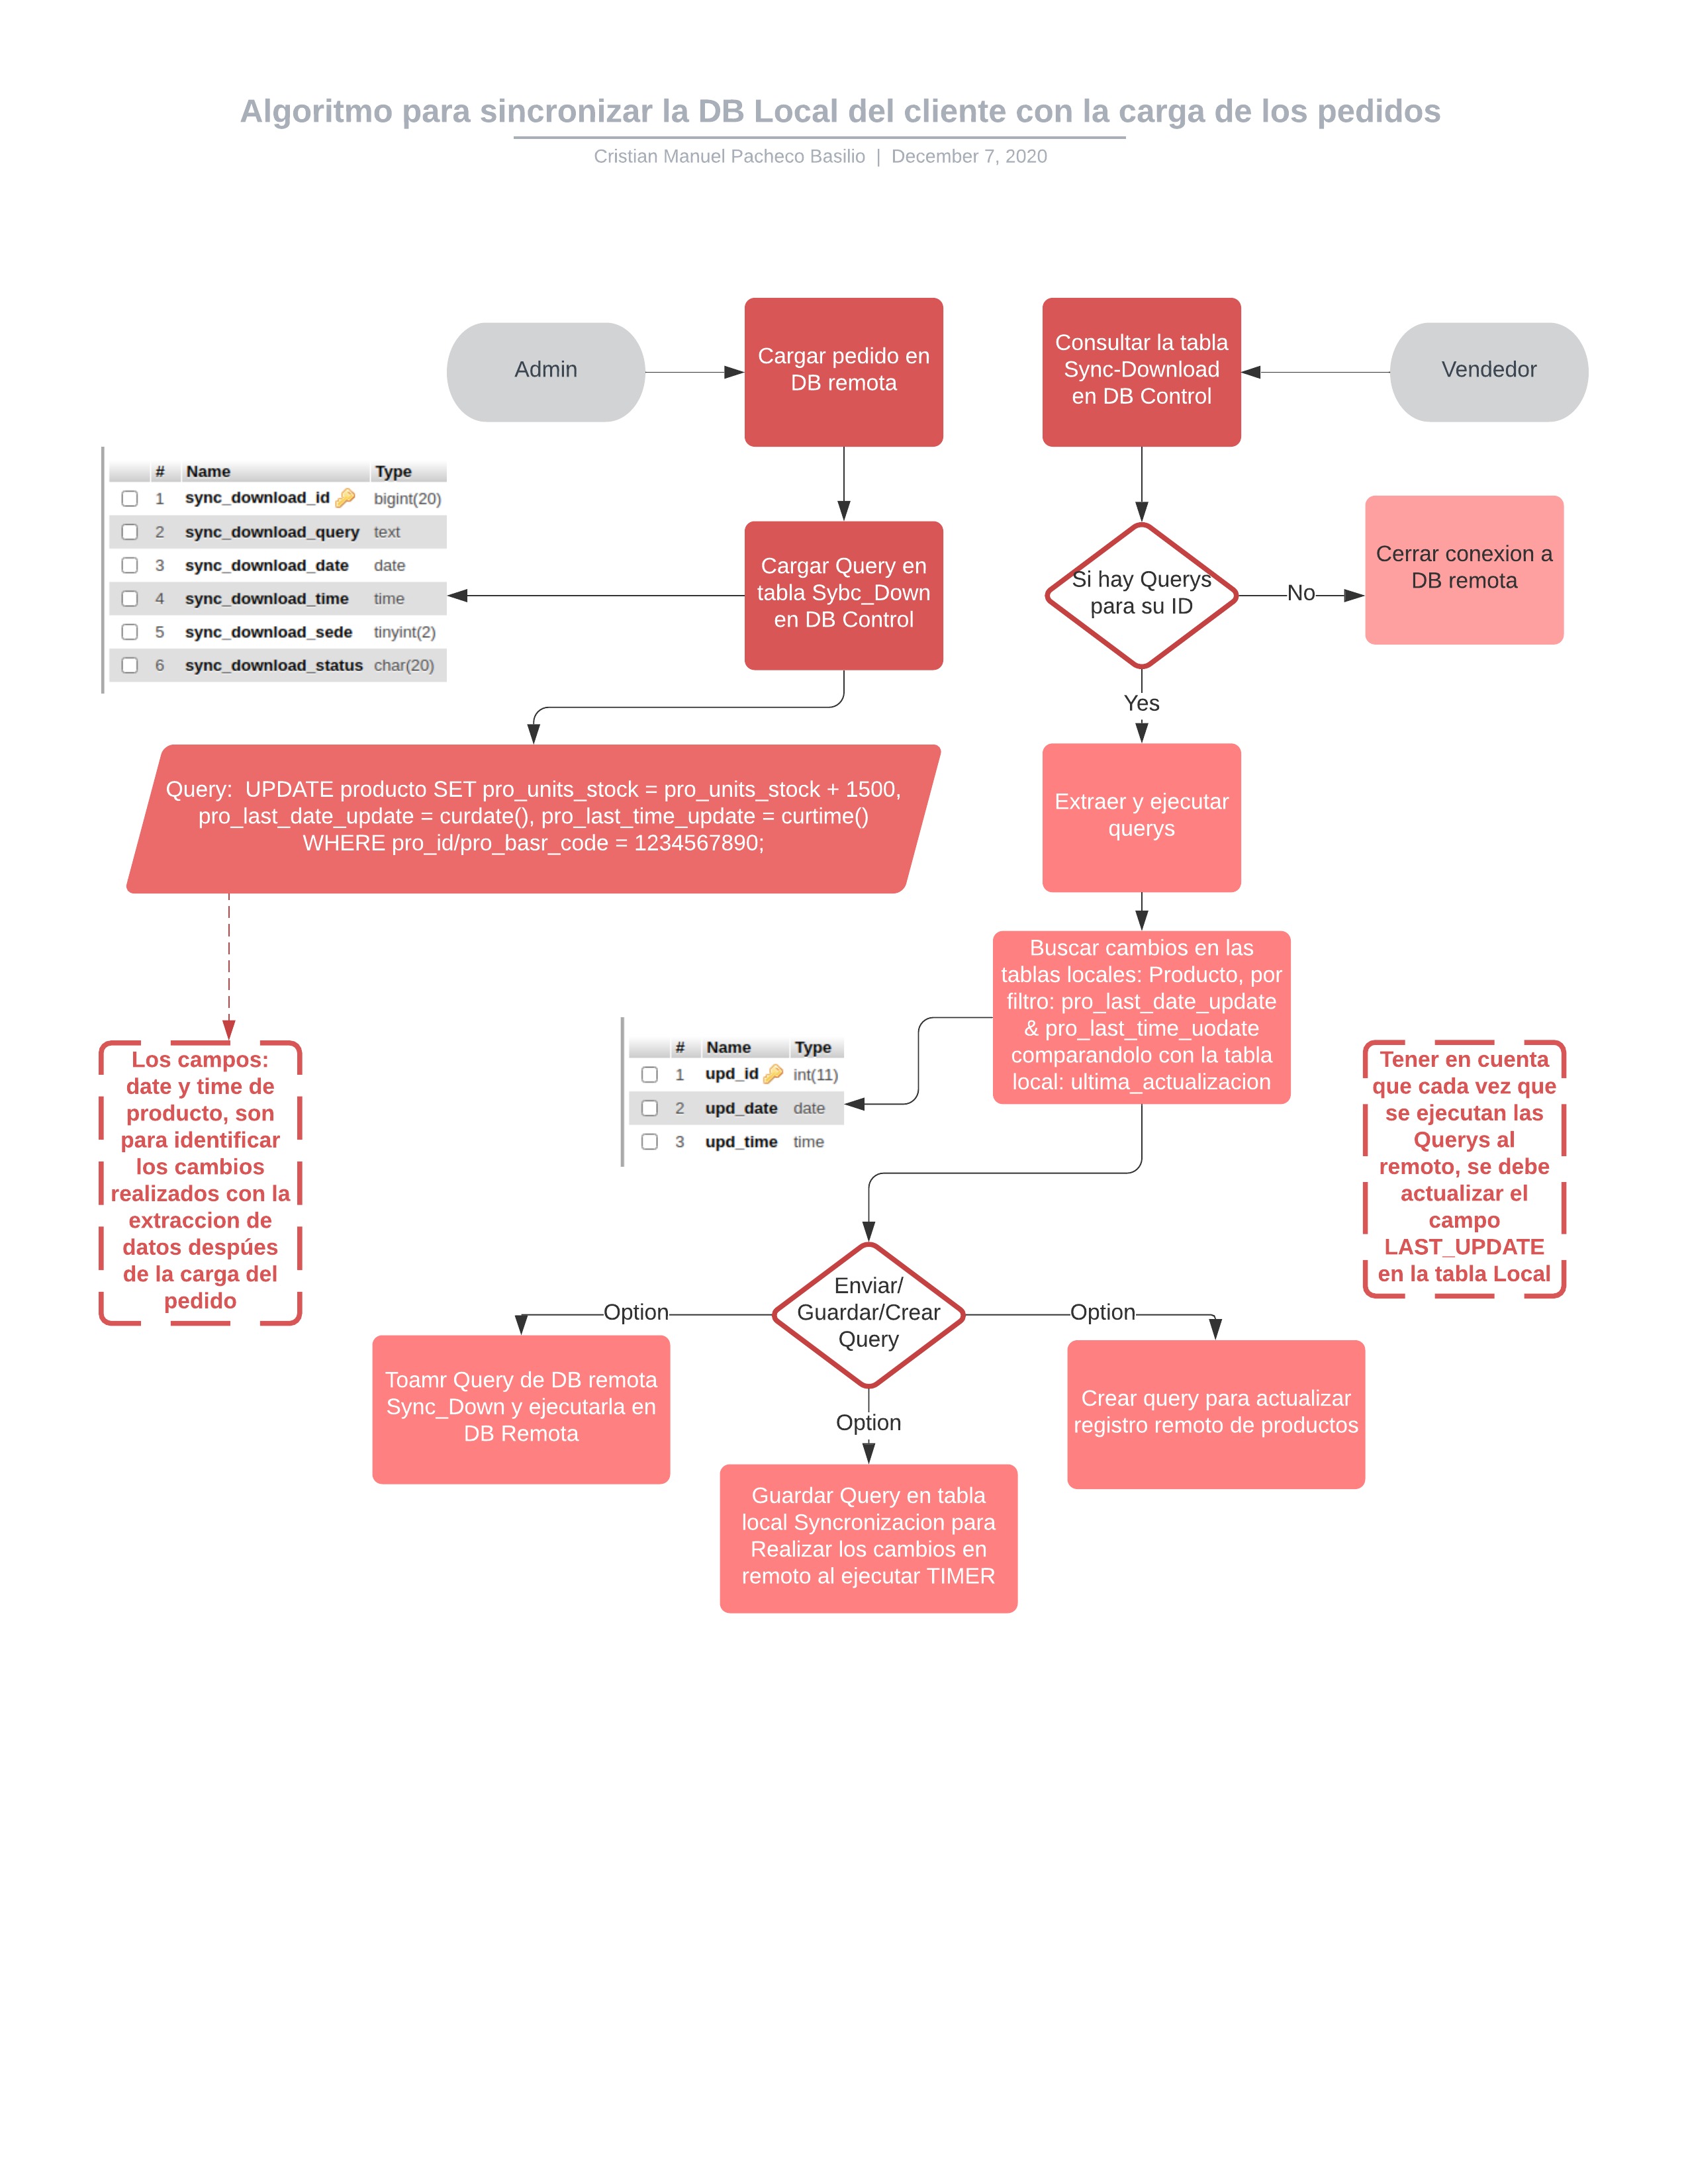 Algoritmo para sincronizar la DB Local del cliente con la carga de los pedidos
Cristian Manuel Pacheco Basilio | December 7, 2020
Admin
Cargar pedido en
DB remota
Consultar la tabla
Sync-Download
en DB Control
Vendedor
# Name Type
1 sync_download_id bigint(20)
2 sync_download_query text
3 sync_download_date date
4 sync_download_time time
5 sync_download_sede tinyint(2)
6 sync_download_status char(20)
Cargar Query en
tabla Sybc_Down
en DB Control
Si hay Querys
para su ID
No
Cerrar conexion a
DB remota
Yes
Query:  UPDATE producto SET pro_units_stock = pro_units_stock + 1500,
pro_last_date_update = curdate(), pro_last_time_update = curtime()
WHERE pro_id/pro_basr_code = 1234567890;
Extraer y ejecutar
querys
Buscar cambios en las
tablas locales: Producto, por
filtro: pro_last_date_update
& pro_last_time_uodate
comparandolo con la tabla
local: ultima_actualizacion
# Name Type
1 upd_id int(11)
2 upd_date date
3 upd_time time
Los campos:
date y time de
producto, son
para identificar
los cambios
realizados con la
extraccion de
datos despúes
de la carga del
pedido
Tener en cuenta
que cada vez que
se ejecutan las
Querys al
remoto, se debe
actualizar el
campo
LAST_UPDATE
en la tabla Local
Enviar/
Guardar/Crear
Query
Option
Option
Option
Toamr Query de DB remota
Sync_Down y ejecutarla en
DB Remota
Crear query para actualizar
registro remoto de productos
Guardar Query en tabla
local Syncronizacion para
Realizar los cambios en
remoto al ejecutar TIMER